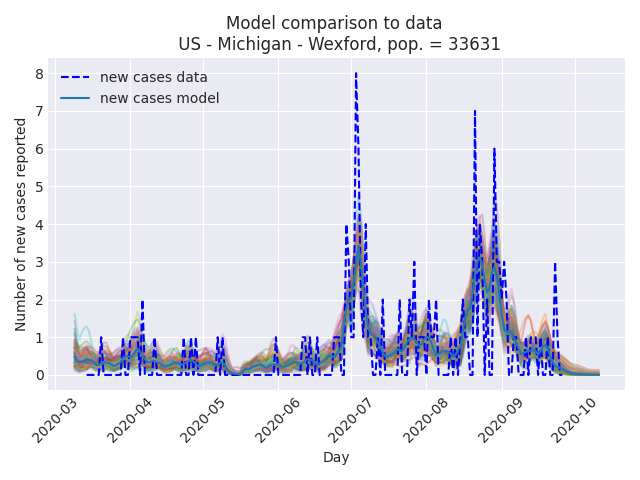 Model comparison to data
US - Michigan - Wexford, pop. = 33631
new cases data
new cases model
Number of new cases reported
8
7
6
5
4
3
2
1
0
2020-03
2020-04
2020-05
2020-06
2020-07
2020-08
2020-09
2020-10
Day